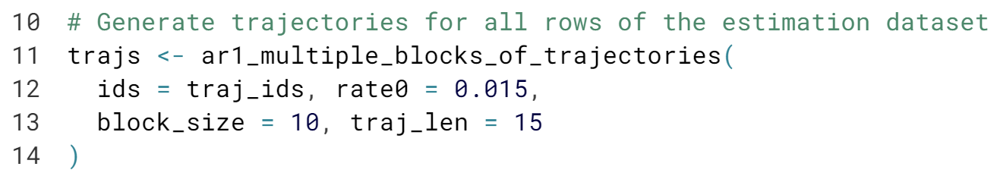 10 # Generate trajectories for all rows of the estimation dataset
11 trajs <- ar1_multiple_blocks_of_trajectories(
12   ids = traj_ids, rate0 = 0.015,
13   block_size = 10, traj_len = 15
14 )